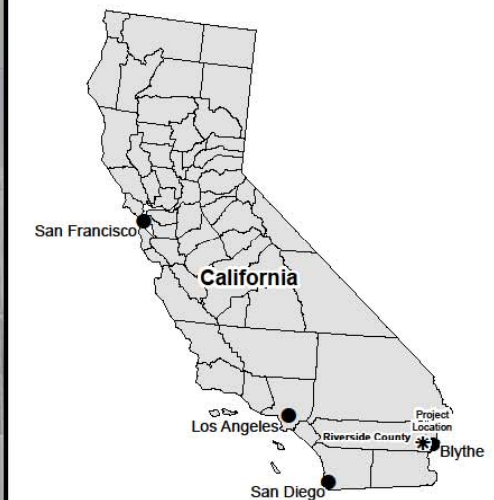 San Francisco
California
Project
Location
Los Angeles
Riverside County
Blythe
San Diego